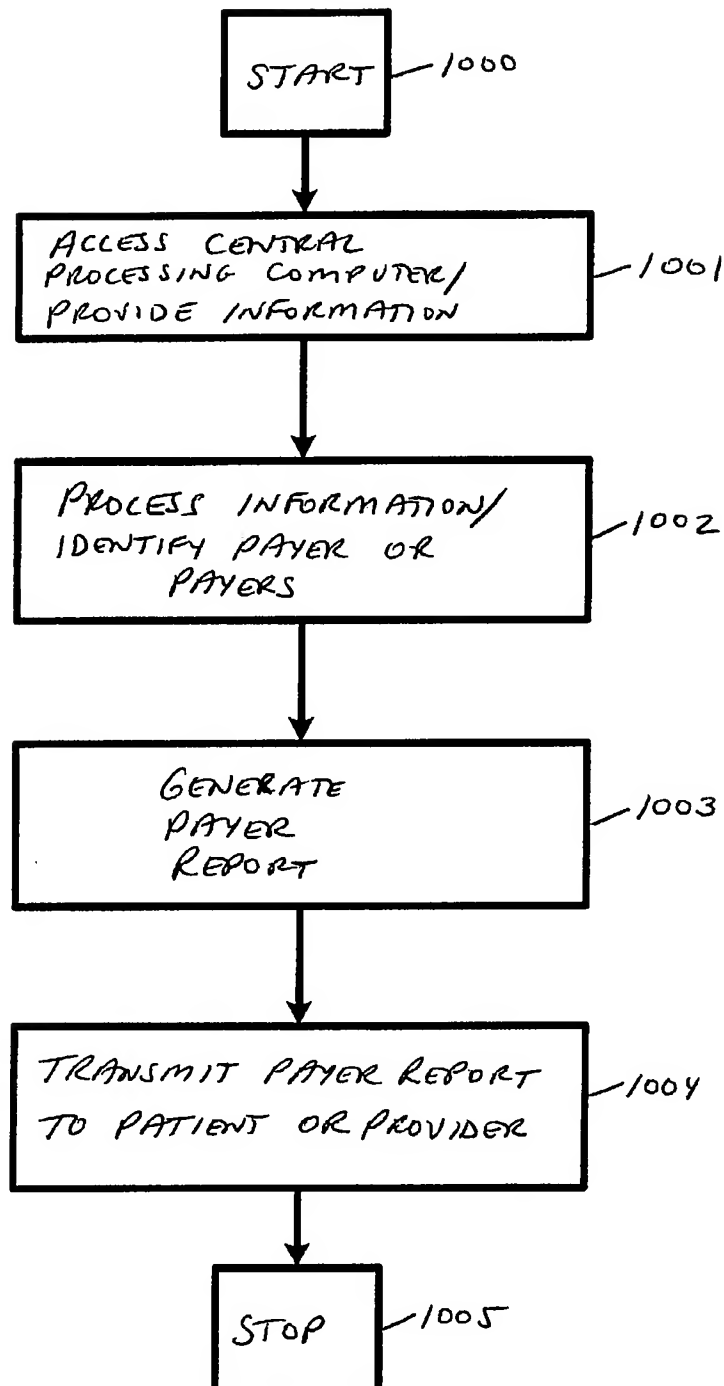 START
1000
ACCESS CENTRAL
PROCESSING COMPUTER/
PROVIDE INFORMATION
1001
PROCESS INFORMATION/
IDENTIFY PAYER OR
PAYERS
1002
GENERATE
PAYER
REPORT
1003
TRANSMIT PAYER REPORT
TO PATIENT OR PROVIDER
1004
STOP
1005